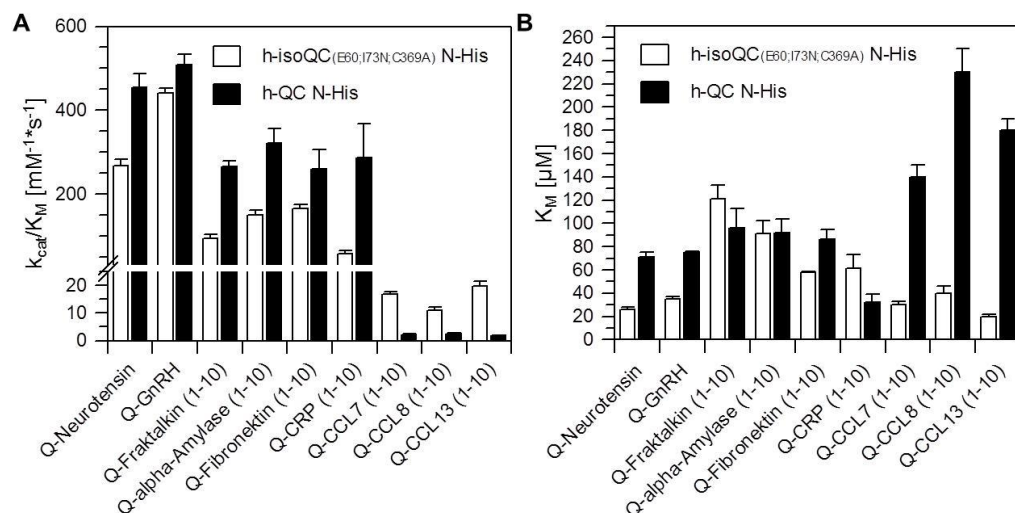 A
600
400
200
20
10
0
kcat/KM [mM-1*s-1]
h-isoQC(E60;I73N;C369A) N-His
h-QC N-His
Q-Neurotensin
Q-GnRH
Q-Fraktalkin (1-10)
Q-alpha-Amylase (1-10)
Q-Fibronektin (1-10)
Q-CRP (1-10)
Q-CCL7 (1-10)
Q-CCL8 (1-10)
Q-CCL13 (1-10)
B
260
240
220
200
180
160
140
120
100
80
60
40
20
0
KM [µM]
h-isoQC(E60;I73N;C369A) N-His
h-QC N-His
Q-Neurotensin
Q-GnRH
Q-Fraktalkin (1-10)
Q-alpha-Amylase (1-10)
Q-Fibronektin (1-10)
Q-CRP (1-10)
Q-CCL7 (1-10)
Q-CCL8 (1-10)
Q-CCL13 (1-10)